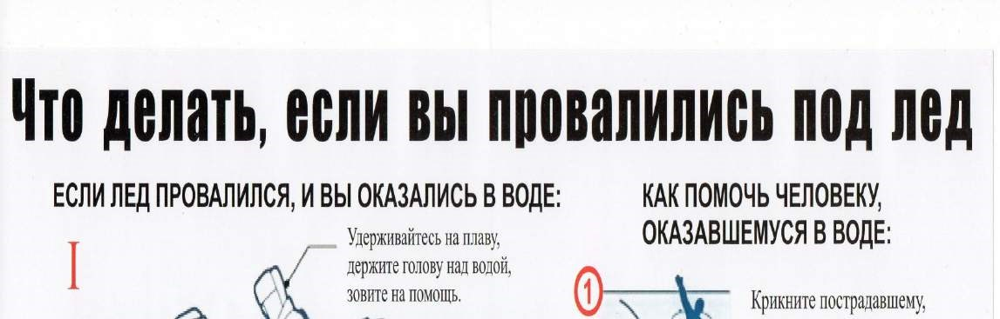 Что делать, если вы провалились под лед
ЕСЛИ ЛЕД ПРОВАЛИЛСЯ, И ВЫ ОКАЗАЛИСЬ В ВОДЕ:
I
Удерживайтесь на плаву,
держите голову над водой,
зовите на помощь.
КАК ПОМОЧЬ ЧЕЛОВЕКУ,
ОКАЗАВШЕМУСЯ В ВОДЕ:
1
Крикните пострадавшему,